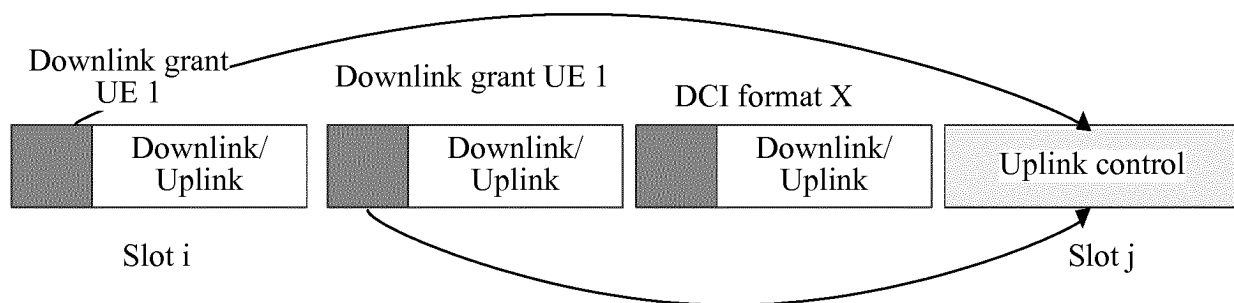 Downlink grant
UE 1
Downlink grant UE 1
DCI format X
Downlink/
Uplink
Downlink/
Uplink
Downlink/
Uplink
Uplink control
Slot i
Slot j